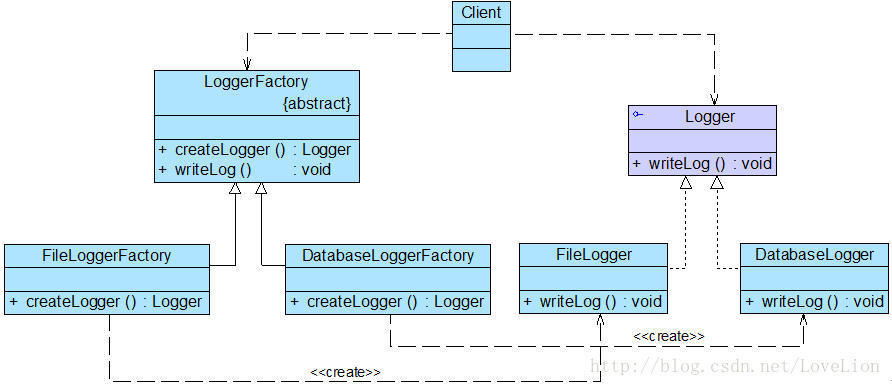 Client
LoggerFactory
{abstract}
+ createLogger () : Logger
+ writeLog () : void
Logger
+ writeLog () : void
FileLoggerFactory
+ createLogger () : Logger
DatabaseLoggerFactory
+ createLogger () : Logger
FileLogger
+ writeLog () : void
DatabaseLogger
+ writeLog () : void
<<create>>
<<create>>
http://blog.csdn.net/LoveLion